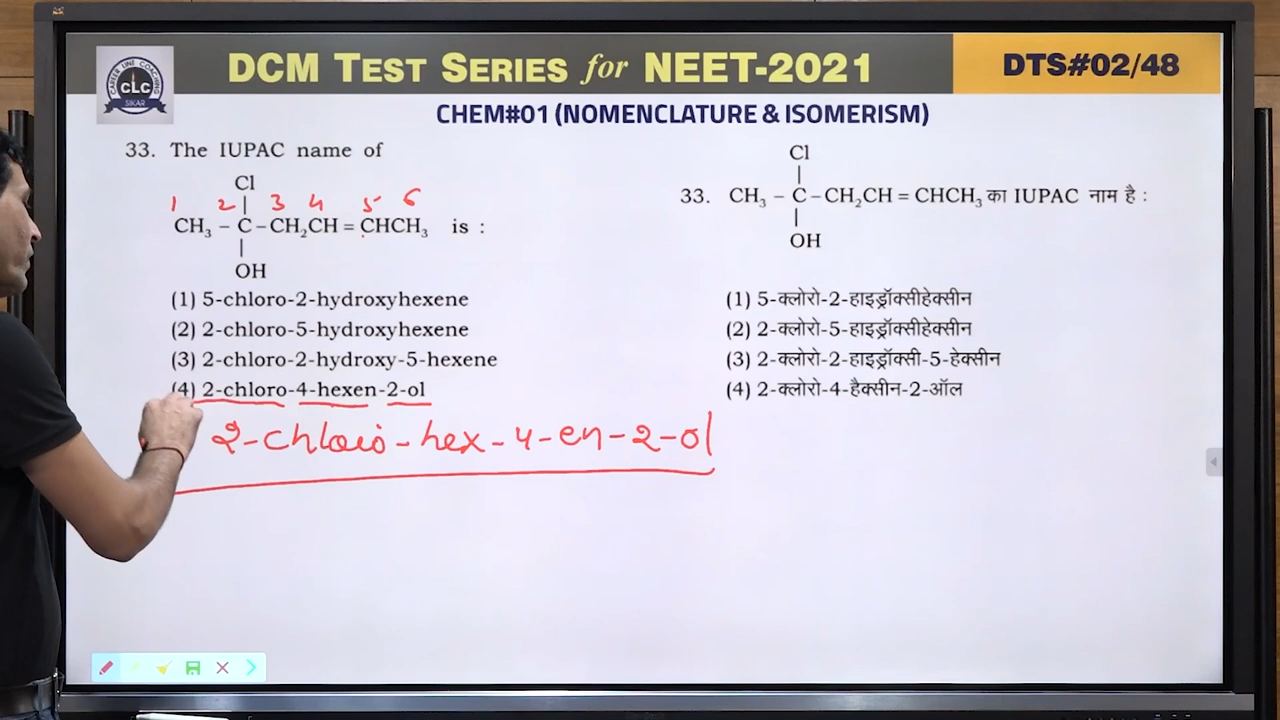 DCM TEST SERIES for NEET-2021
DTS#02/48
CAREER LINE COACHING
CLC
SIKAR
CHEM#01 (NOMENCLATURE & ISOMERISM)
33. The IUPAC name of
Cl
1 2 3 4 5 6
CH₃ – C – CH₂CH = CHCH₃ is :
OH
(1) 5-chloro-2-hydroxyhexene
(2) 2-chloro-5-hydroxyhexene
(3) 2-chloro-2-hydroxy-5-hexene
(4) 2-chloro-4-hexen-2-ol
2-chloro-hex-4-en-2-ol
Cl
33. CH₃ – C – CH₂CH = CHCH₃ का IUPAC नाम है :
OH
(1) 5-क्लोरो-2-हाइड्रॉक्सीहेक्सीन
(2) 2-क्लोरो-5-हाइड्रॉक्सीहेक्सीन
(3) 2-क्लोरो-2-हाइड्रॉक्सी-5-हेक्सीन
(4) 2-क्लोरो-4-हैक्सीन-2-ऑल